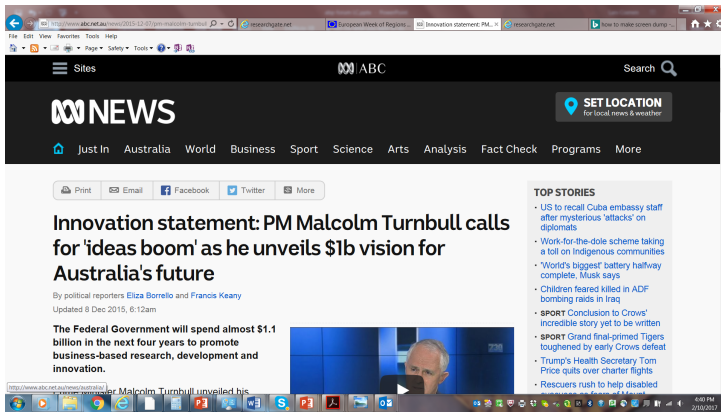 http://www.abc.net.au/news/2015-12-07/pm-malcolm-turnbull
researchgate.net
European Week of Regions...
Innovation statement: PM...
researchgate.net
how to make screen dump -...
File Edit View Favorites Tools Help
Page Safety Tools
Sites
ABC
Search
NEWS
SET LOCATION
for local news & weather
Just In Australia World Business Sport Science Arts Analysis Fact Check Programs More
Print Email Facebook Twitter More
Innovation statement: PM Malcolm Turnbull calls
for 'ideas boom' as he unveils $1b vision for
Australia's future
By political reporters Eliza Borrello and Francis Keany
Updated 8 Dec 2015, 6:12am
The Federal Government will spend almost $1.1
billion in the next four years to promote
business-based research, development and
innovation.
Minister Malcolm Turnbull unveiled his
TOP STORIES
US to recall Cuba embassy staff
after mysterious 'attacks' on
diplomats
Work-for-the-dole scheme taking
a toll on Indigenous communities
'World's biggest' battery halfway
complete, Musk says
Children feared killed in ADF
bombing raids in Iraq
SPORT Conclusion to Crows'
incredible story yet to be written
SPORT Grand final-primed Tigers
toughened by early Crows defeat
Trump's Health Secretary Tom
Price quits over charter flights
Rescuers rush to help disabled
http://www.abc.net.au/news/australia/
4:40 PM
2/10/2017